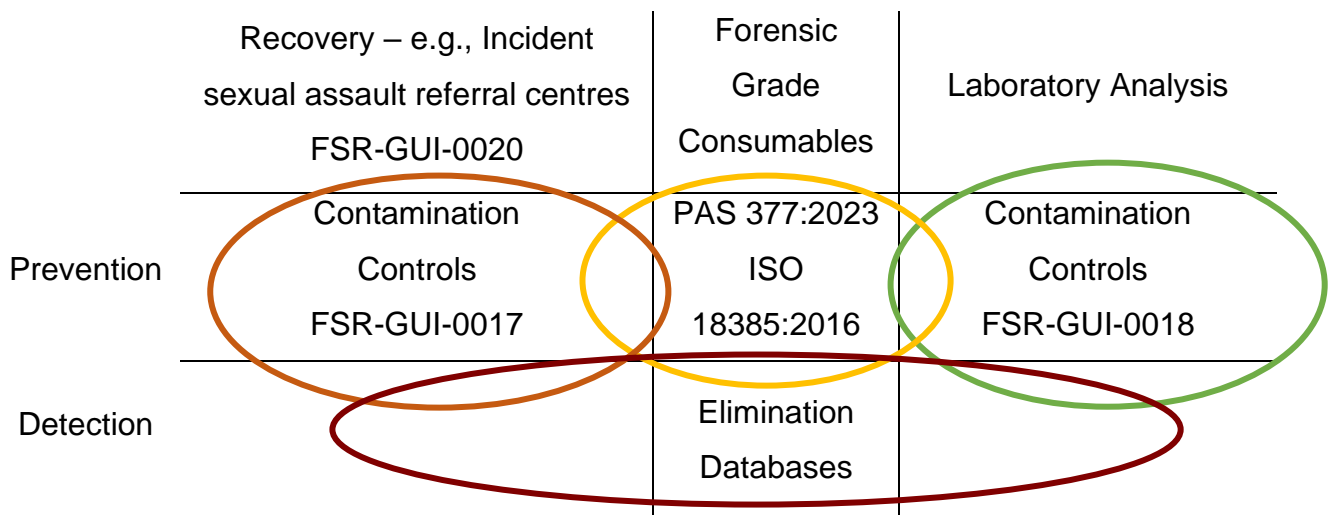 Recovery – e.g., Incident
sexual assault referral centres
FSR-GUI-0020
Forensic
Grade
Consumables
Laboratory Analysis
Prevention
Contamination
Controls
FSR-GUI-0017
PAS 377:2023
ISO
18385:2016
Contamination
Controls
FSR-GUI-0018
Detection
Elimination
Databases